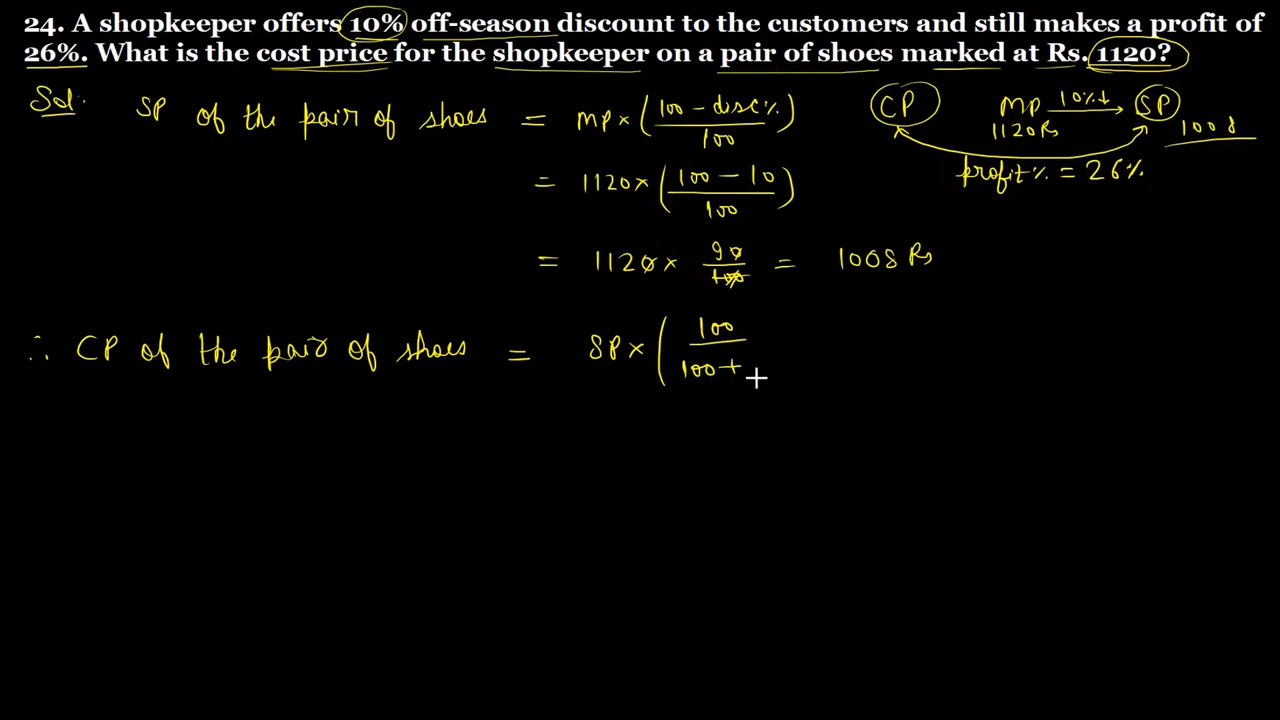 24. A shopkeeper offers 10% off-season discount to the customers and still makes a profit of
26%. What is the cost price for the shopkeeper on a pair of shoes marked at Rs. 1120?
Sol: SP of the pair of shoes = MP × (100 - disc% / 100)
= 1120 × (100 - 10 / 100)
= 1120 × 90 / 100 = 1008 Rs
∴ CP of the pair of shoes = SP × ( 100 / 100 +
CP MP 10%↓ SP
1120 Rs 1008
profit% = 26%